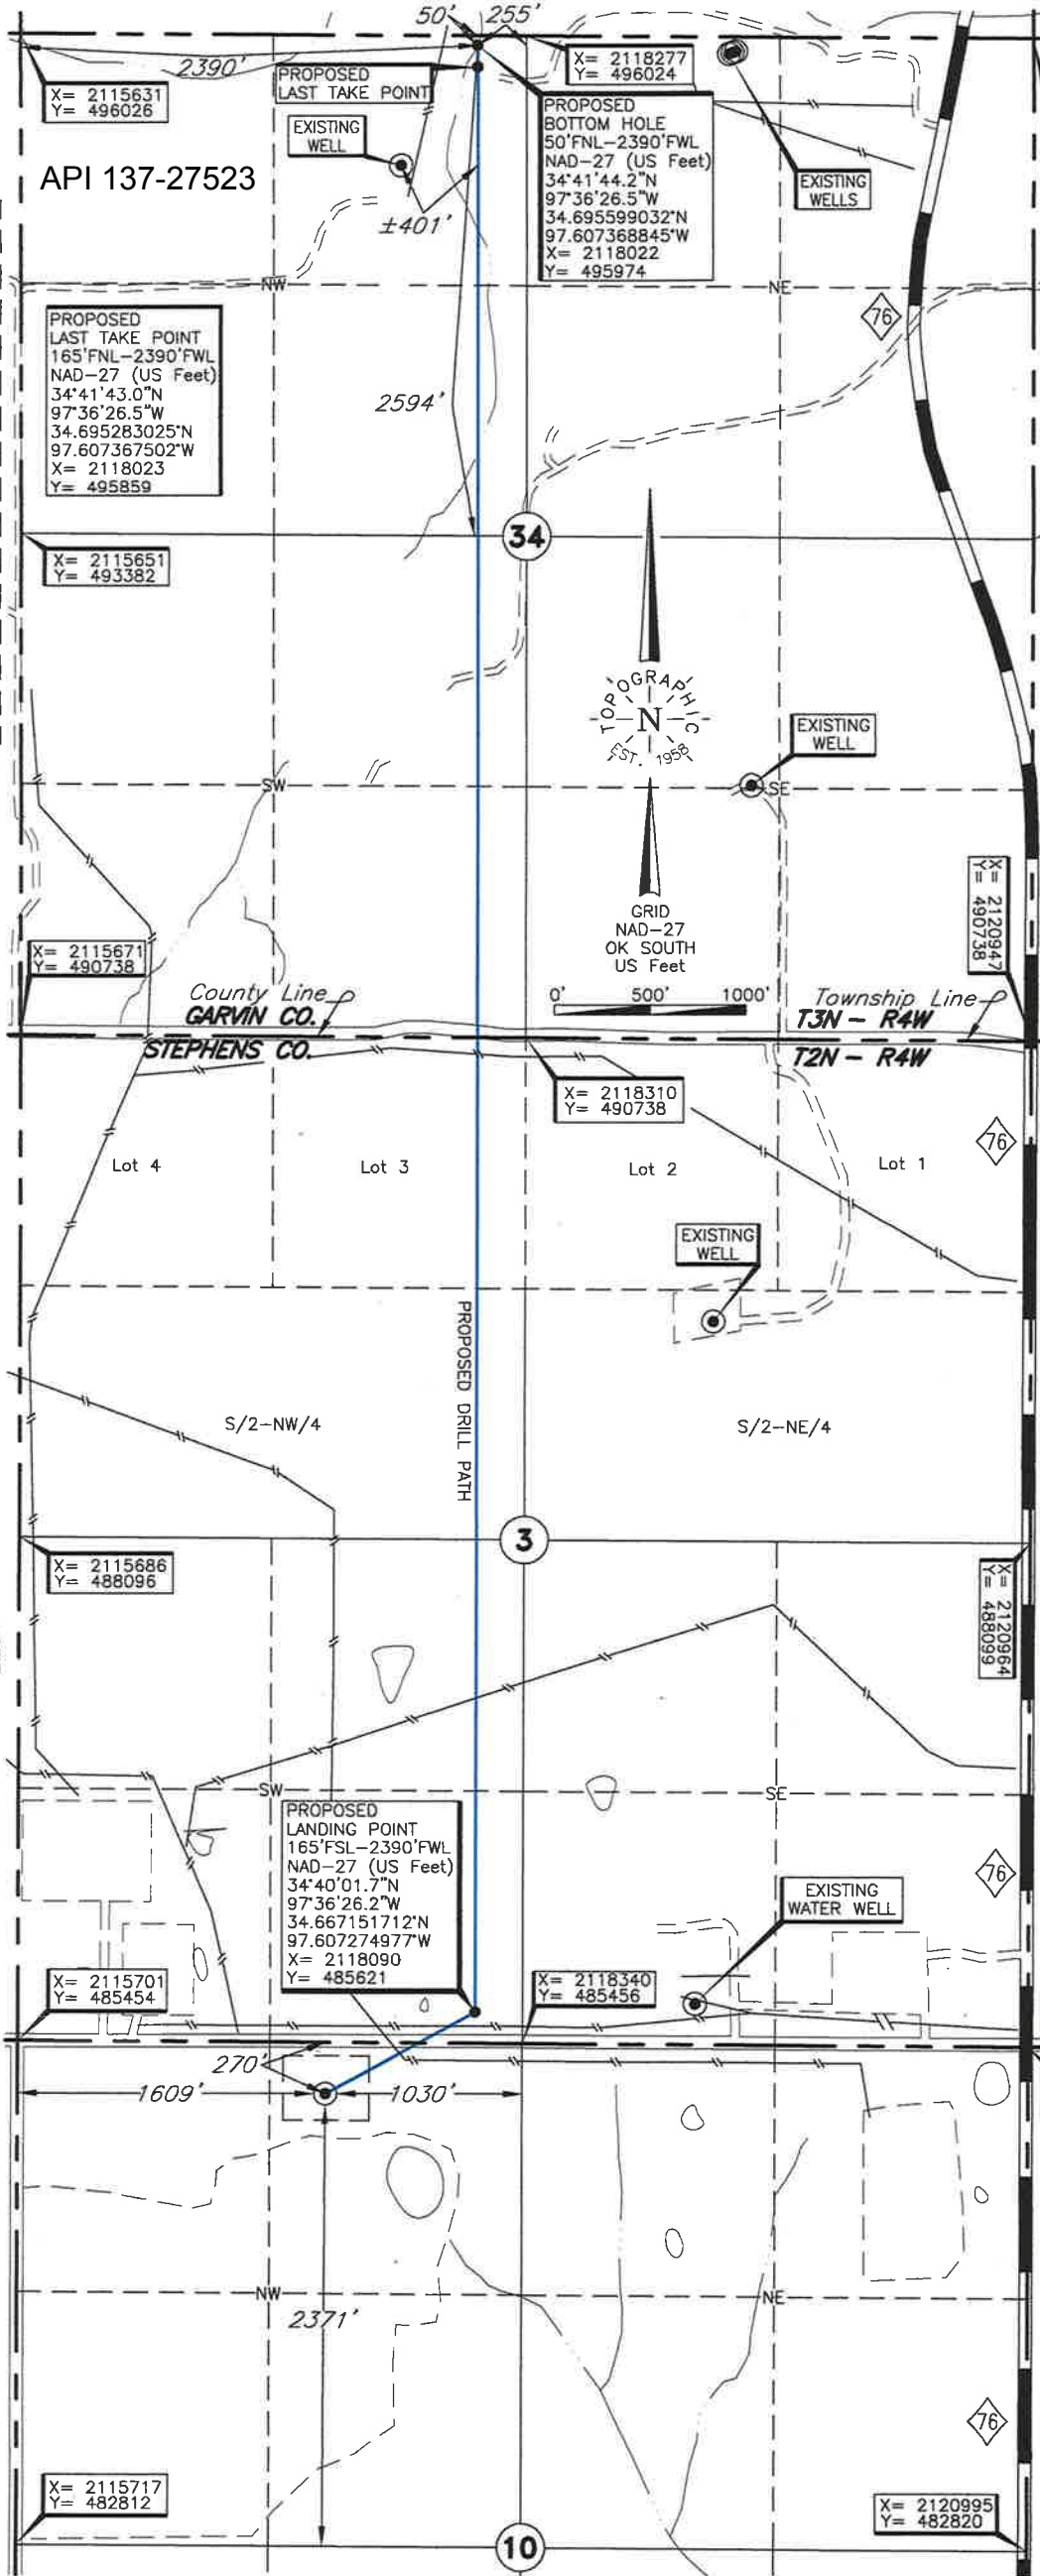 50' 255'
2390'
X= 2115631
Y= 496026
PROPOSED
LAST TAKE POINT
X= 2118277
Y= 496024
EXISTING
WELL
API 137-27523
±401'
PROPOSED
BOTTOM HOLE
50'FNL-2390'FWL
NAD-27 (US Feet)
34°41'44.2"N
97°36'26.5"W
34.695599032°N
97.607368845°W
X= 2118022
Y= 495974
EXISTING
WELLS
NW
NE
76
PROPOSED
LAST TAKE POINT
165'FNL-2390'FWL
NAD-27 (US Feet)
34°41'43.0"N
97°36'26.5"W
34.695283025°N
97.607367502°W
X= 2118023
Y= 495859
2594'
34
X= 2115651
Y= 493382
TOPOGRAPHIC
N
EST. 1958
EXISTING
WELL
SW
SE
GRID
NAD-27
OK SOUTH
US Feet
0' 500' 1000'
X= 2120947
Y= 490738
X= 2115671
Y= 490738
County Line
GARVIN CO.
STEPHENS CO.
Township Line
T3N - R4W
T2N - R4W
X= 2118310
Y= 490738
76
Lot 4
Lot 3
Lot 2
Lot 1
EXISTING
WELL
PROPOSED DRILL PATH
S/2-NW/4
S/2-NE/4
3
X= 2115686
Y= 488096
X= 2120964
Y= 488099
SW
SE
PROPOSED
LANDING POINT
165'FSL-2390'FWL
NAD-27 (US Feet)
34°40'01.7"N
97°36'26.2"W
34.667151712°N
97.607274977°W
X= 2118090
Y= 485621
76
EXISTING
WATER WELL
X= 2115701
Y= 485454
X= 2118340
Y= 485456
270'
1609'
1030'
NW
NE
2371'
76
X= 2115717
Y= 482812
X= 2120995
Y= 482820
10